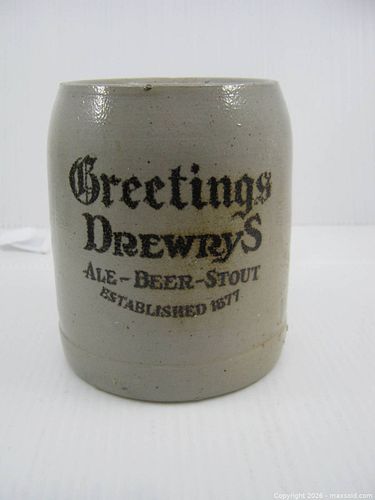 Greetings
DREWRYS
ALE-BEER-STOUT
ESTABLISHED 1877
Copyright 2026 - maxsold.com